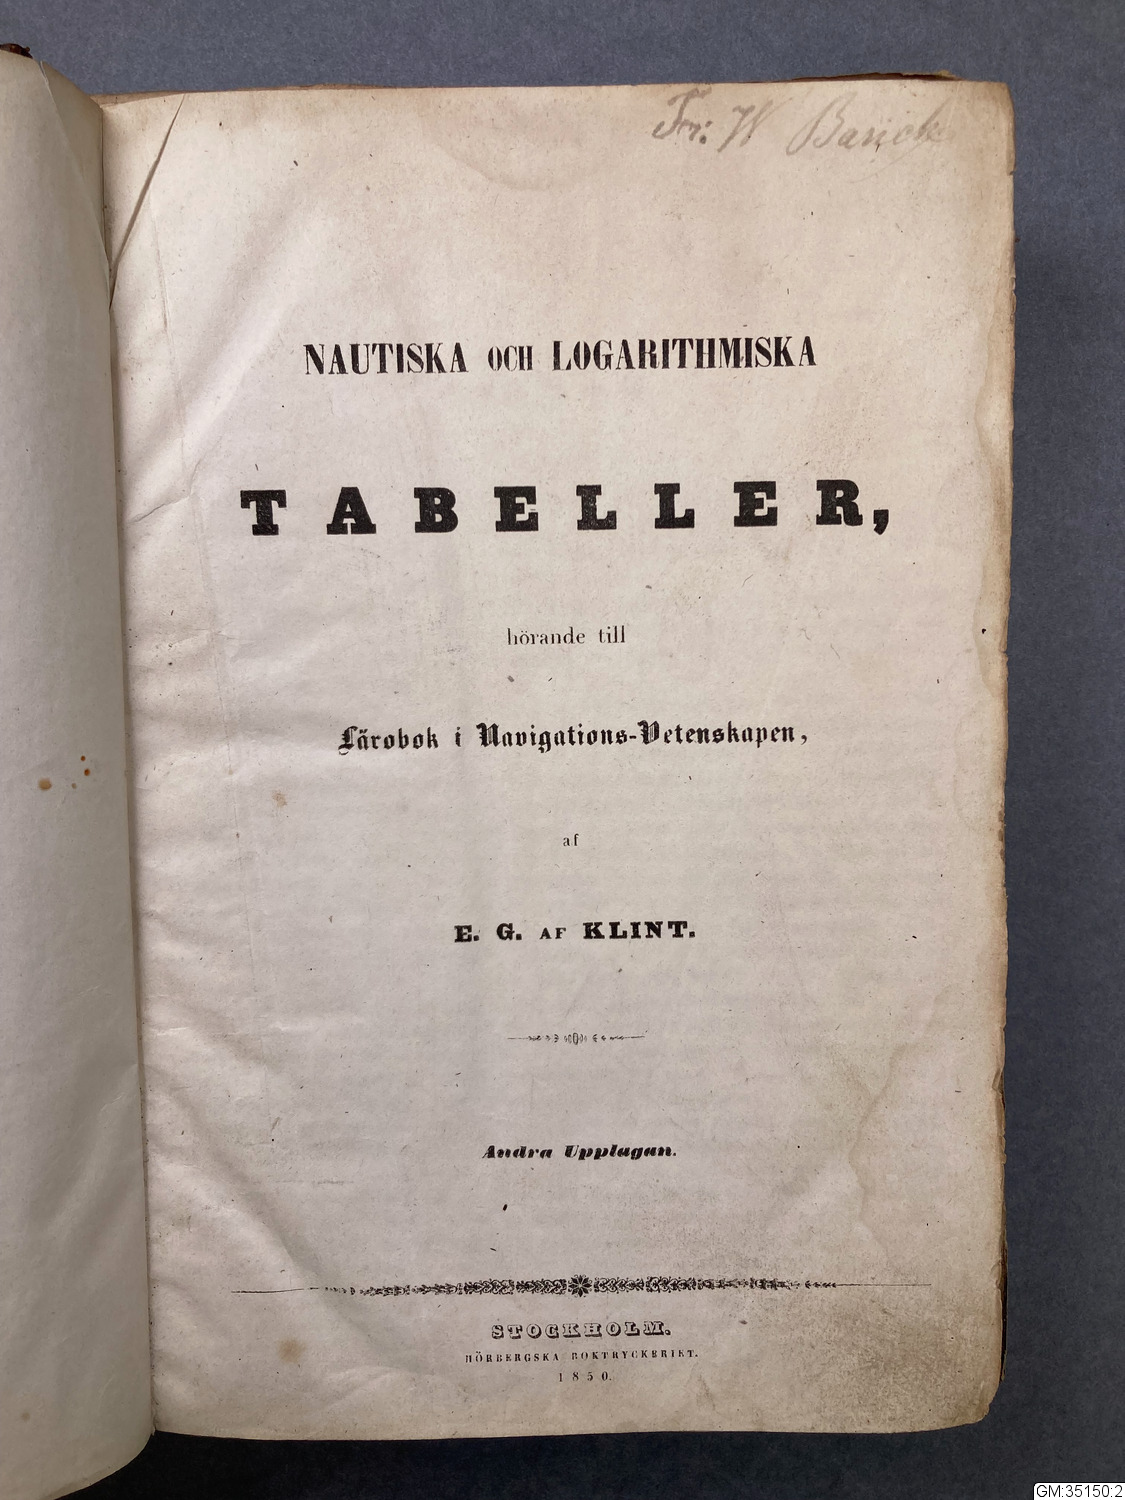 Fr: W
NAUTISKA OCH LOGARITHMISKA
TABELLER,
hörande till
Lärobok i Navigations-Vetenskapen,
af
E. G. AF KLINT.
Andra Upplagan.
STOCKHOLM.
HÖRBERGSKA BOKTRYCKERIET.
1850.
GM:35150:2